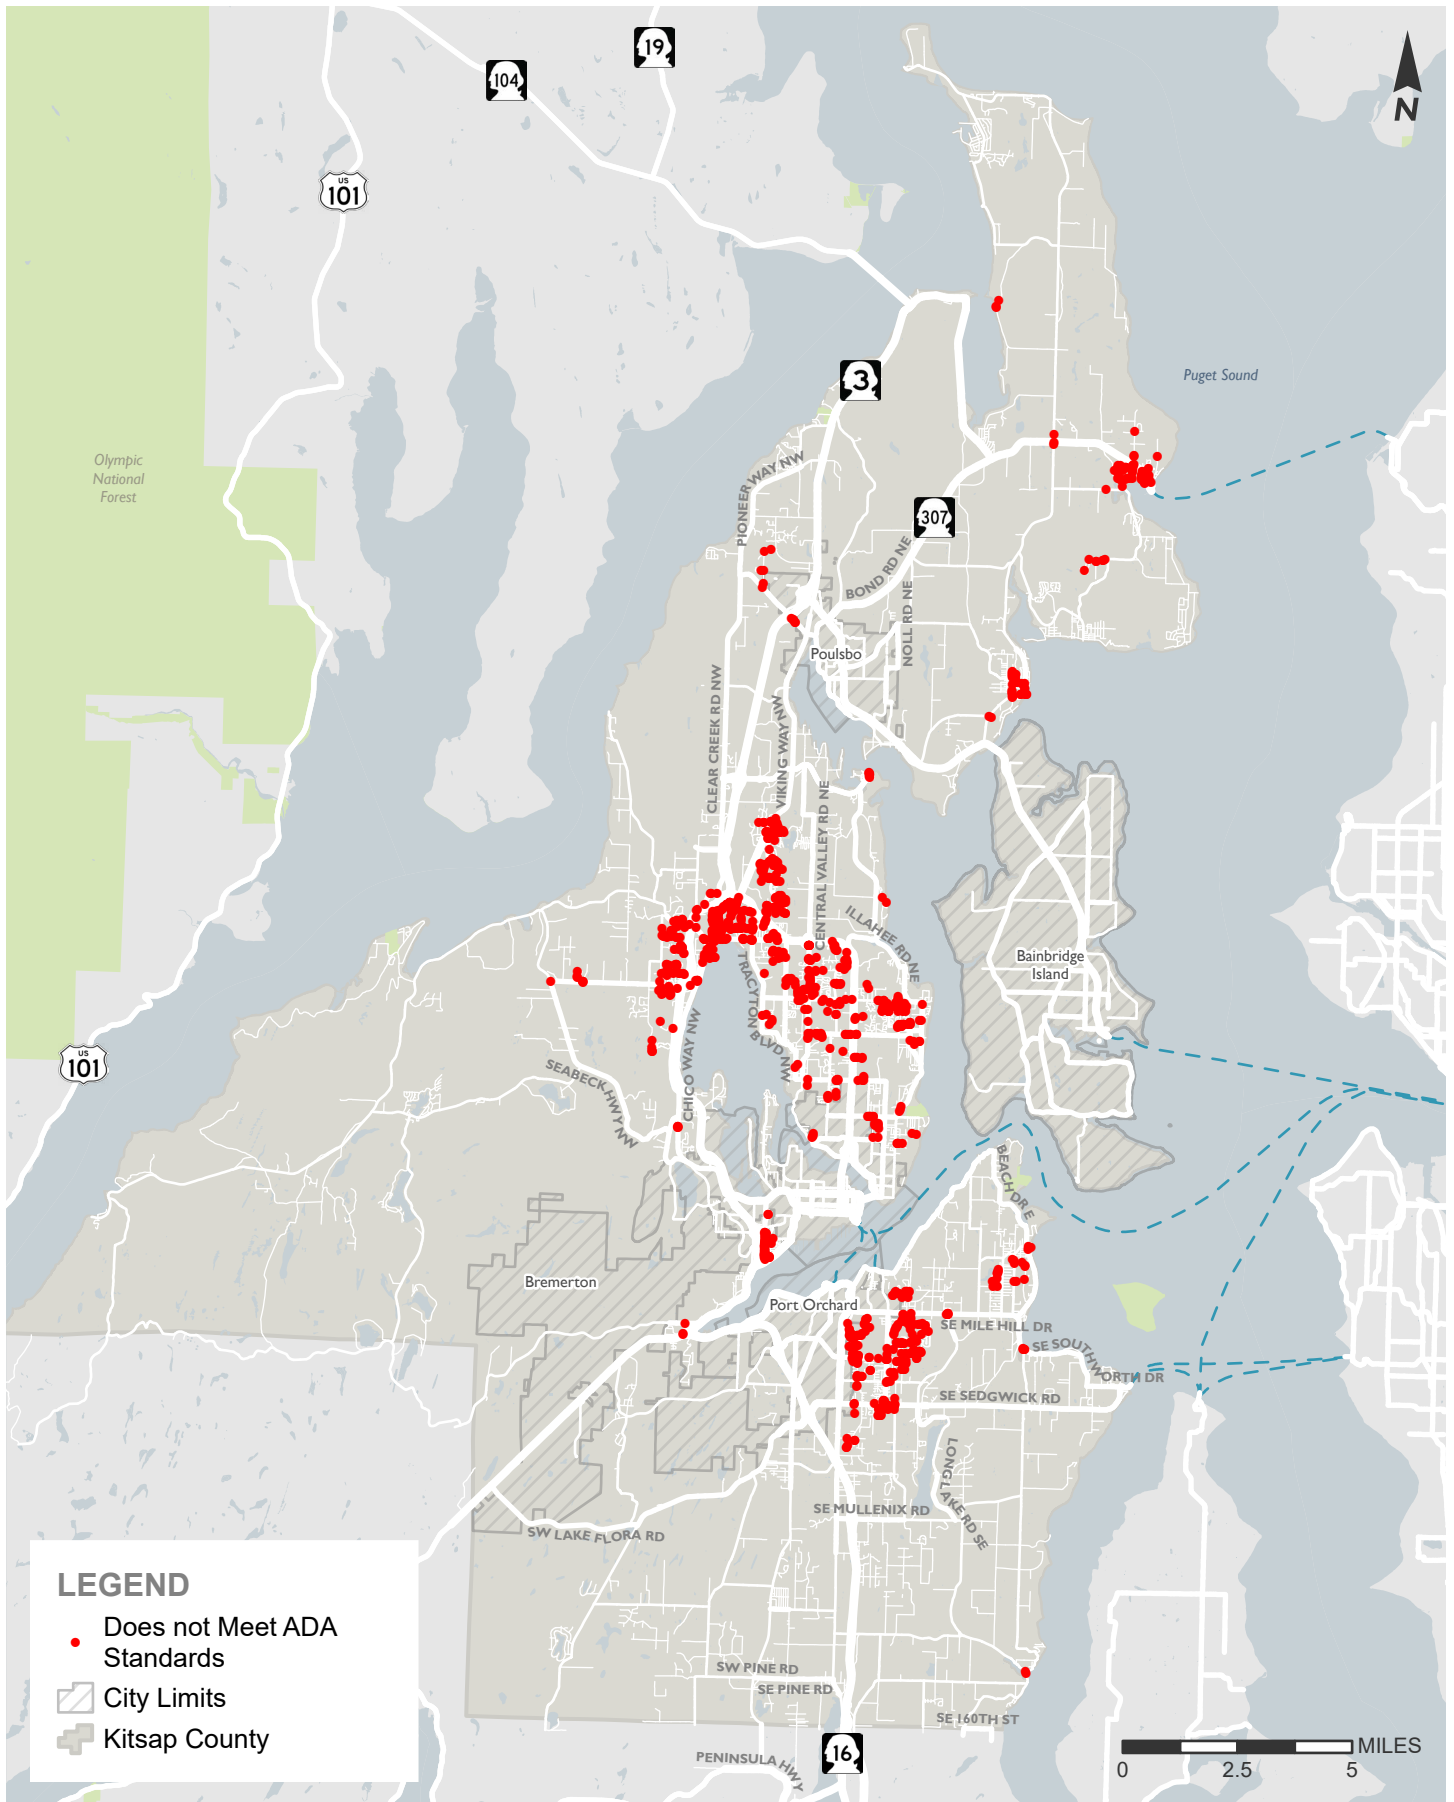 19
104
N
US
101
3
Puget Sound
Olympic
National
Forest
PIONEER WAY NW
307
BOND RD NE
NOLL RD NE
Poulsbo
CLEAR CREEK RD NW
VIKING WAY NW
CENTRAL VALLEY RD NE
ILLAHEE RD NE
Bainbridge
Island
TRACYTON BLVD NW
CHICO WAY NW
US
101
SEABECK HWY NW
BEACH DR E
Bremerton
Port Orchard
SE MILE HILL DR
SE SOUTHWORTH DR
SE SEDGWICK RD
LONG LAKE RD SE
SE MULLENIX RD
SW LAKE FLORA RD
LEGEND
Does not Meet ADA
Standards
City Limits
Kitsap County
SW PINE RD
SE PINE RD
SE 160TH ST
16
PENINSULA HWY
MILES
0 2.5 5